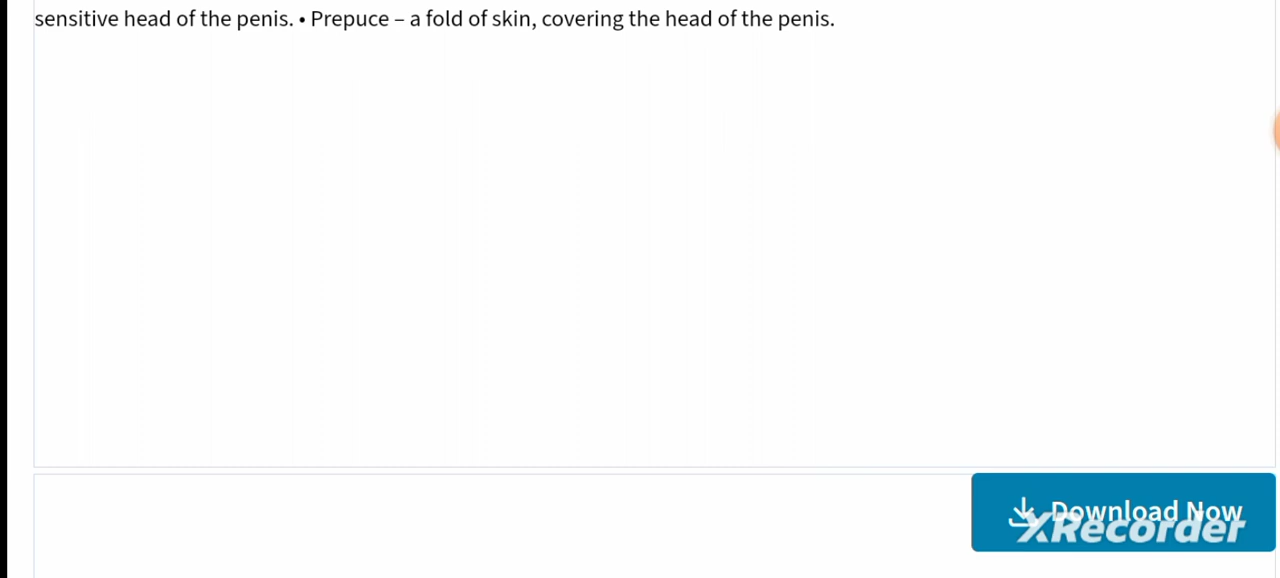 sensitive head of the penis. • Prepuce – a fold of skin, covering the head of the penis.
Download Now
XRecorder